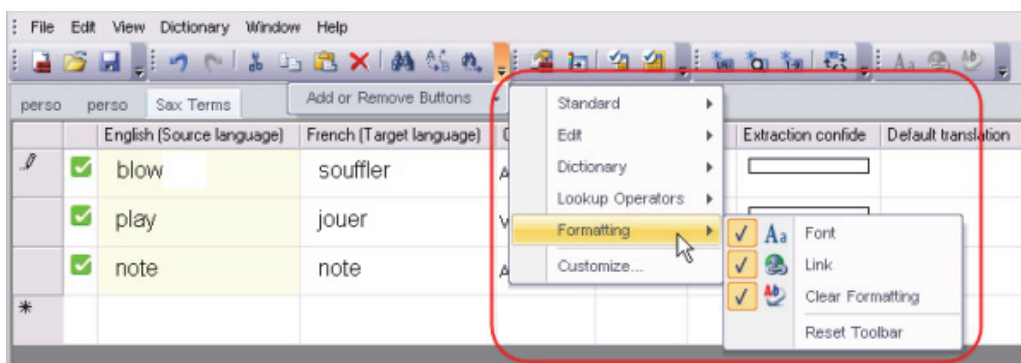 File Edit View Dictionary Window Help
perso perso Sax Terms Add or Remove Buttons
English (Source language) French (Target language) Extraction confide Default translation
blow souffler
play jouer
note note
Standard
Edit
Dictionary
Lookup Operators
Formatting
Customize...
Font
Link
Clear Formatting
Reset Toolbar